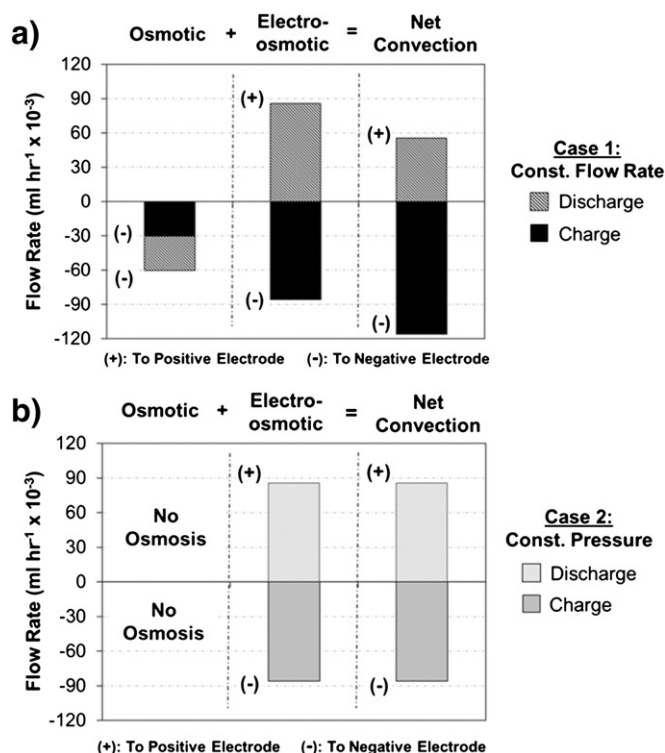 a)
Osmotic + Electro-osmotic = Net Convection
Flow Rate (ml hr⁻¹ x 10⁻³)
120
90
60
30
0
-30
-60
-90
-120
(-)
(-)
(+)
(-)
(+)
(-)
(+): To Positive Electrode (-): To Negative Electrode
Case 1:
Const. Flow Rate
Discharge
Charge
b)
Osmotic + Electro-osmotic = Net Convection
Flow Rate (ml hr⁻¹ x 10⁻³)
120
90
60
30
0
-30
-60
-90
-120
No
Osmosis
No
Osmosis
(+)
(-)
(+)
(-)
(+): To Positive Electrode (-): To Negative Electrode
Case 2:
Const. Pressure
Discharge
Charge